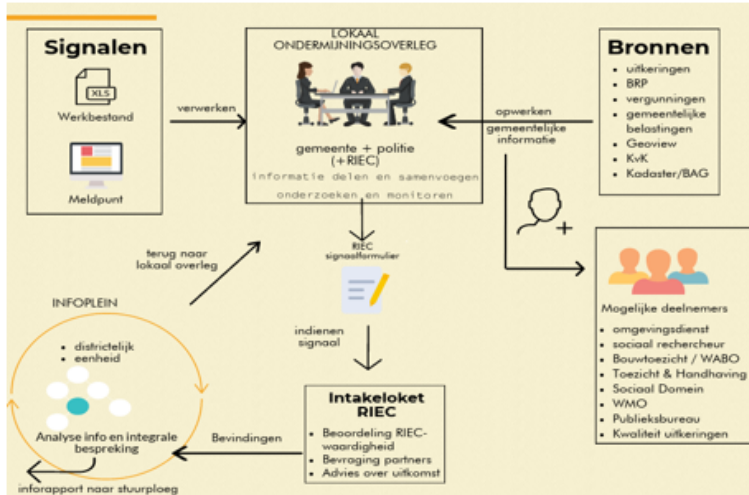 Signalen
XLS
Werkbestand
Meldpunt
verwerken
LOKAAL
ONDERMIJNINGSOVERLEG
gemeente + politie
(+RIEC)
informatie delen en samenvoegen
onderzoeken en monitoren
opwerken
gemeentelijke
informatie
Bronnen
• uitkeringen
• BRP
• vergunningen
• gemeentelijke
belastingen
• Geoview
• KvK
• Kadaster/BAG
Mogelijke deelnemers
• omgevingsdienst
• sociaal rechercheur
• Bouwtoezicht / WABO
• Toezicht & Handhaving
• Sociaal Domein
• WMO
• Publieksbureau
• Kwaliteit uitkeringen
RIEC
signaalformulier
indienen
signaal
Intakeloket
RIEC
• Beoordeling RIEC-
waardigheid
• Bevraging partners
• Advies over uitkomst
Bevindingen
INFOPLEIN
• districtelijk
• eenheid
Analyse info en integrale
bespreking
inforapport naar stuurploeg
terug naar
lokaal overleg